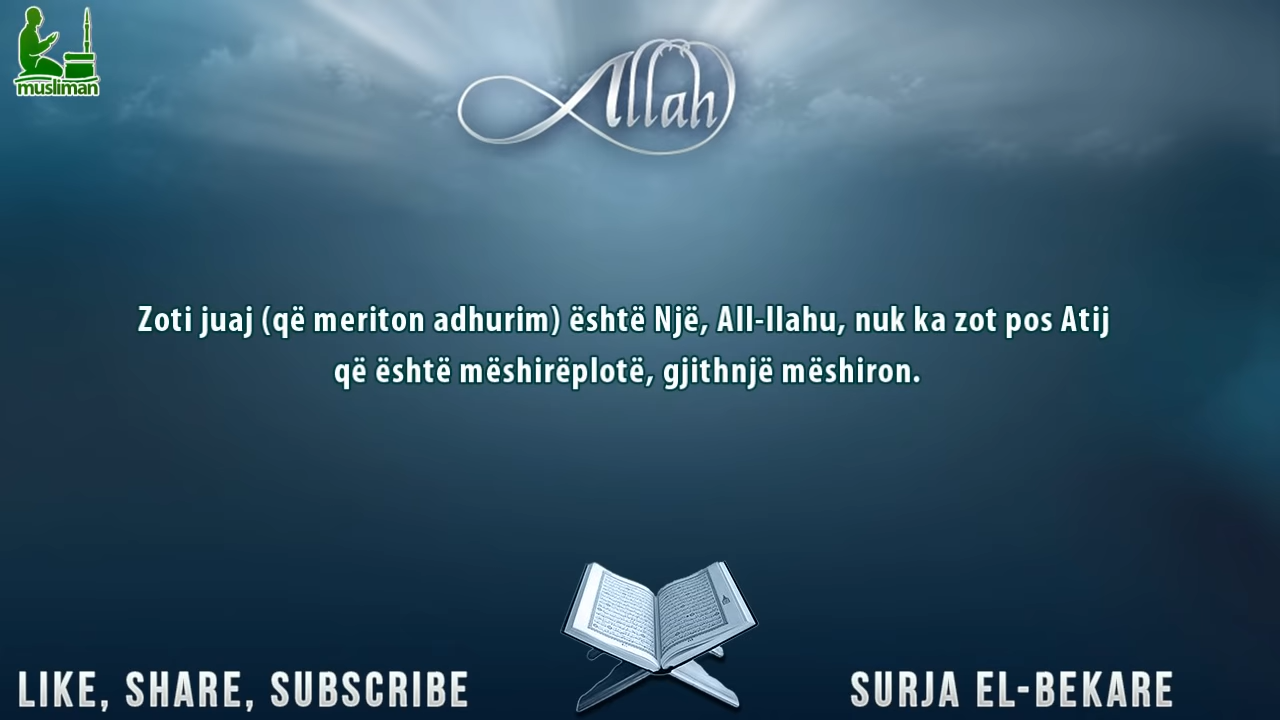 musliman
Allah
Zoti juaj (që meriton adhurim) është Një, All-llahu, nuk ka zot pos Atij
që është mëshirëplotë, gjithnjë mëshiron.
LIKE, SHARE, SUBSCRIBE
SURJA EL-BEKARE